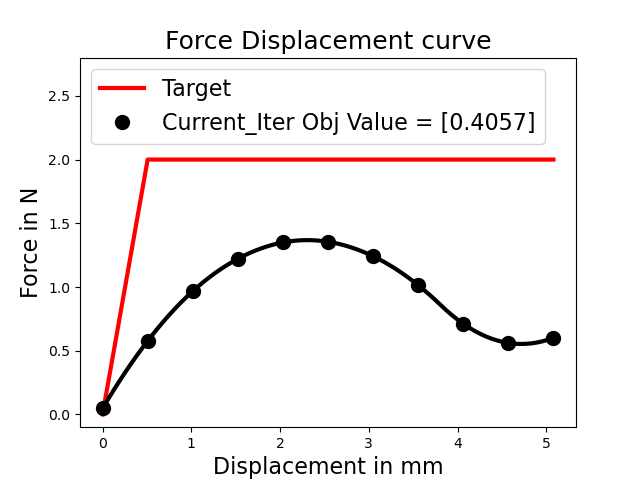 Force Displacement curve
Target
Current_Iter Obj Value = [0.4057]
2.5
2.0
1.5
1.0
0.5
0.0
Force in N
0 1 2 3 4 5
Displacement in mm